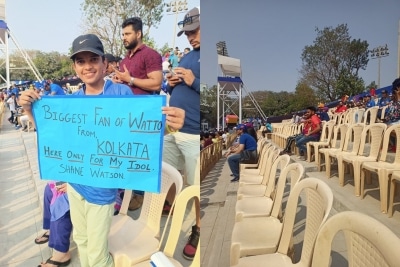 BIGGEST FAN OF WATTO
FROM
KOLKATA
HERE ONLY FOR MY IDOL
SHANE WATSON